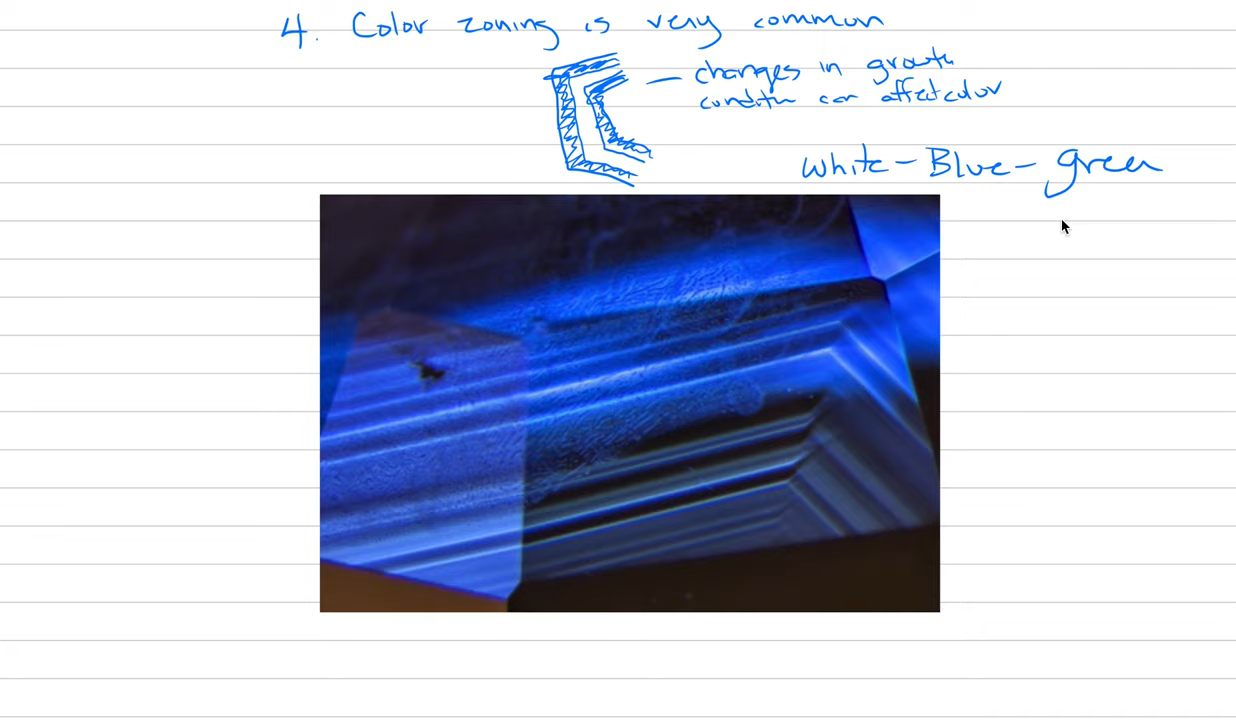 4. Color zoning is very common
- changes in growth
condition can affect color
white - Blue - green